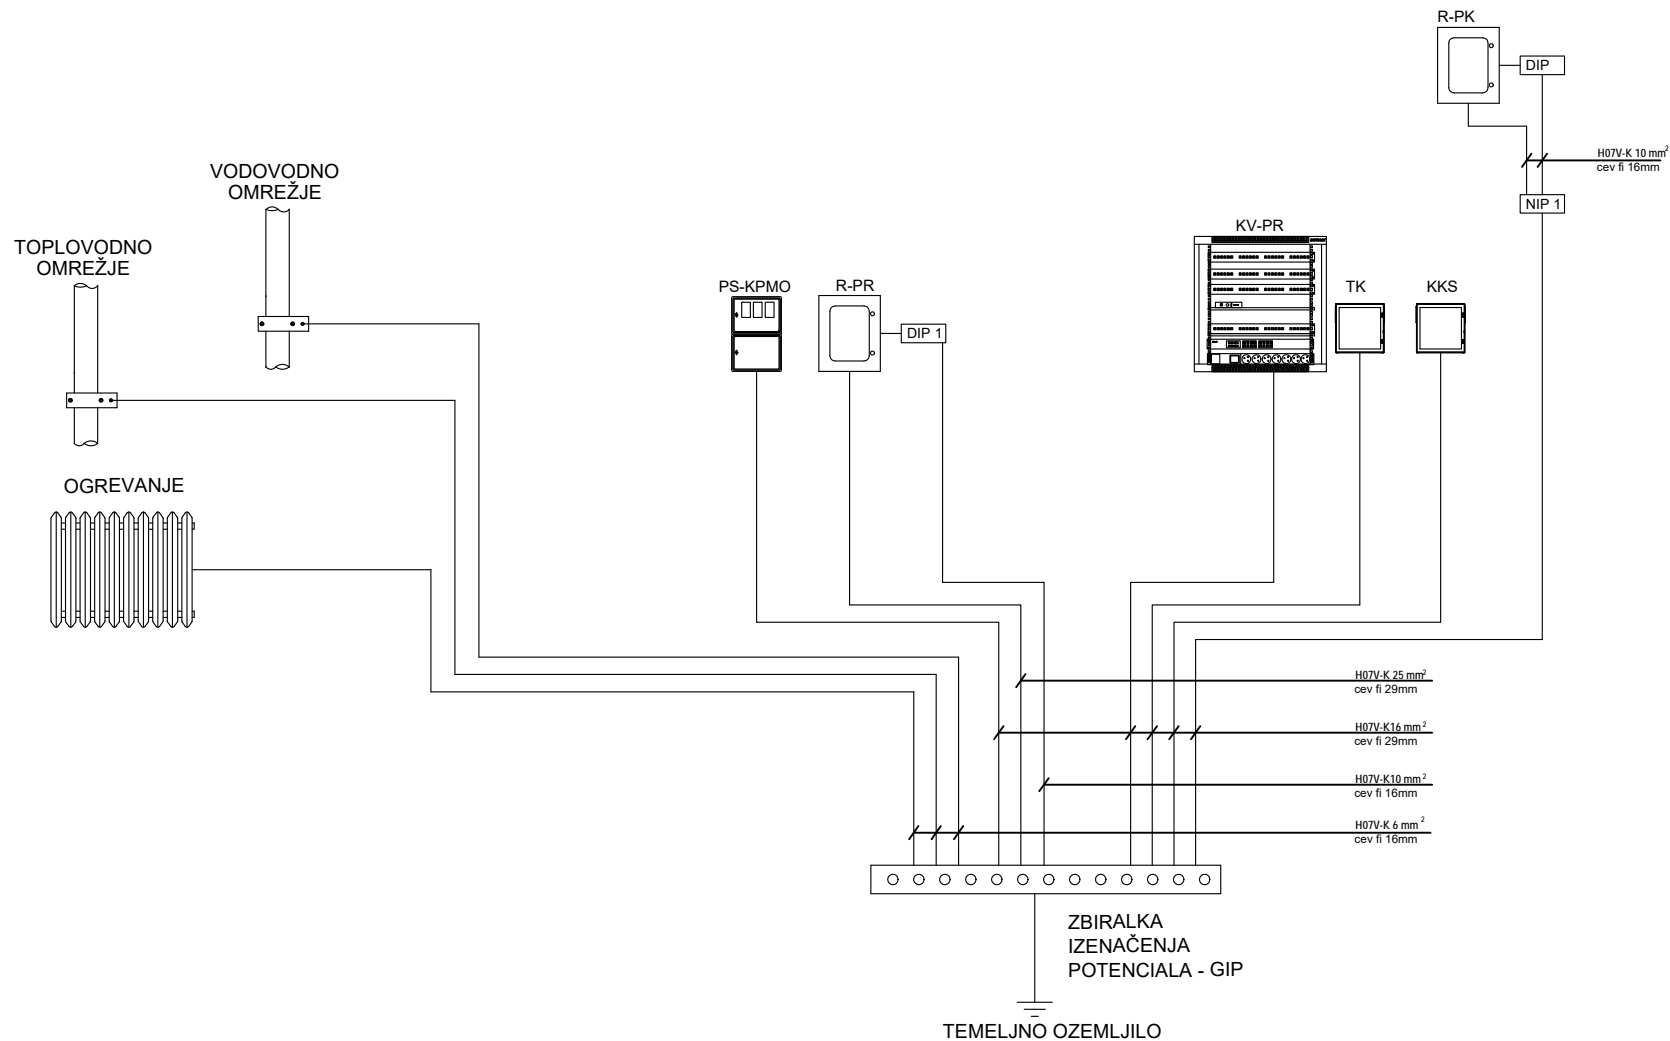 R-PK
DIP
H07V-K 10 mm²
cev fi 16mm
NIP 1
VODOVODNO
OMREŽJE
TOPLOVODNO
OMREŽJE
KV-PR
PS-KPMO
R-PR
TK
KKS
DIP 1
OGREVANJE
H07V-K 25 mm²
cev fi 29mm
H07V-K16 mm²
cev fi 29mm
H07V-K10 mm²
cev fi 16mm
H07V-K 6 mm²
cev fi 16mm
ZBIRALKA
IZENAČENJA
POTENCIALA - GIP
TEMELJNO OZEMLJILO